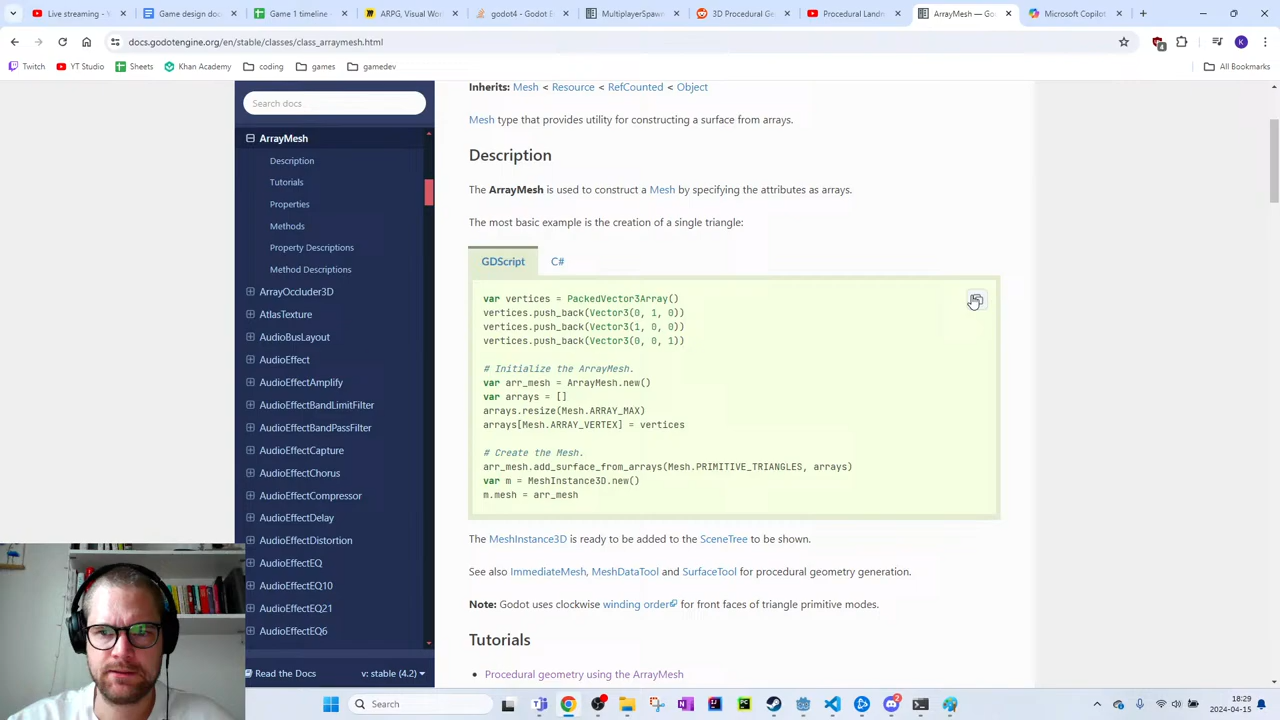 Untitled
Live streaming
Game design docu
ARPG, Visual Wo
godot - Godot E
MultiplayerSpaw
3D Procedural Ge
Procedural Landm
ArrayMesh — Go
Microsoft Copilot
docs.godotengine.org/en/stable/classes/class_arraymesh.html
Twitch
YT Studio
Sheets
Khan Academy
coding
games
gamedev
All Bookmarks
Search docs
ArrayMesh
Description
Tutorials
Properties
Methods
Property Descriptions
Method Descriptions
ArrayOccluder3D
AtlasTexture
AudioBusLayout
AudioEffect
AudioEffectAmplify
AudioEffectBandLimitFilter
AudioEffectBandPassFilter
AudioEffectCapture
AudioEffectChorus
AudioEffectCompressor
AudioEffectDelay
AudioEffectDistortion
AudioEffectEQ
AudioEffectEQ10
AudioEffectEQ21
AudioEffectEQ6
Read the Docs
v: stable (4.2)
Inherits: Mesh < Resource < RefCounted < Object
Mesh type that provides utility for constructing a surface from arrays.
Description
The ArrayMesh is used to construct a Mesh by specifying the attributes as arrays.
The most basic example is the creation of a single triangle:
GDScript
C#
var vertices = PackedVector3Array()
vertices.push_back(Vector3(0, 1, 0))
vertices.push_back(Vector3(1, 0, 0))
vertices.push_back(Vector3(0, 0, 1))
# Initialize the ArrayMesh.
var arr_mesh = ArrayMesh.new()
var arrays = []
arrays.resize(Mesh.ARRAY_MAX)
arrays[Mesh.ARRAY_VERTEX] = vertices
# Create the Mesh.
arr_mesh.add_surface_from_arrays(Mesh.PRIMITIVE_TRIANGLES, arrays)
var m = MeshInstance3D.new()
m.mesh = arr_mesh
The MeshInstance3D is ready to be added to the SceneTree to be shown.
See also ImmediateMesh, MeshDataTool and SurfaceTool for procedural geometry generation.
Note: Godot uses clockwise winding order for front faces of triangle primitive modes.
Tutorials
Procedural geometry using the ArrayMesh
Search
18:29
2024-04-15